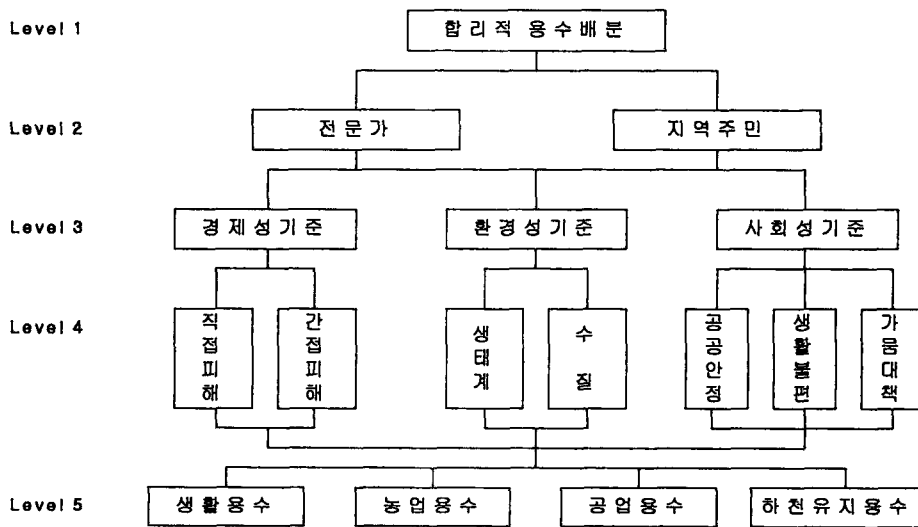 Level 1
합리적 용수배분
Level 2
전문가
지역주민
Level 3
경제성기준
환경성기준
사회성기준
Level 4
직접피해
간접피해
생태계
수질
공공안정
생활불편
가뭄대책
Level 5
생활용수
농업용수
공업용수
하천유지용수